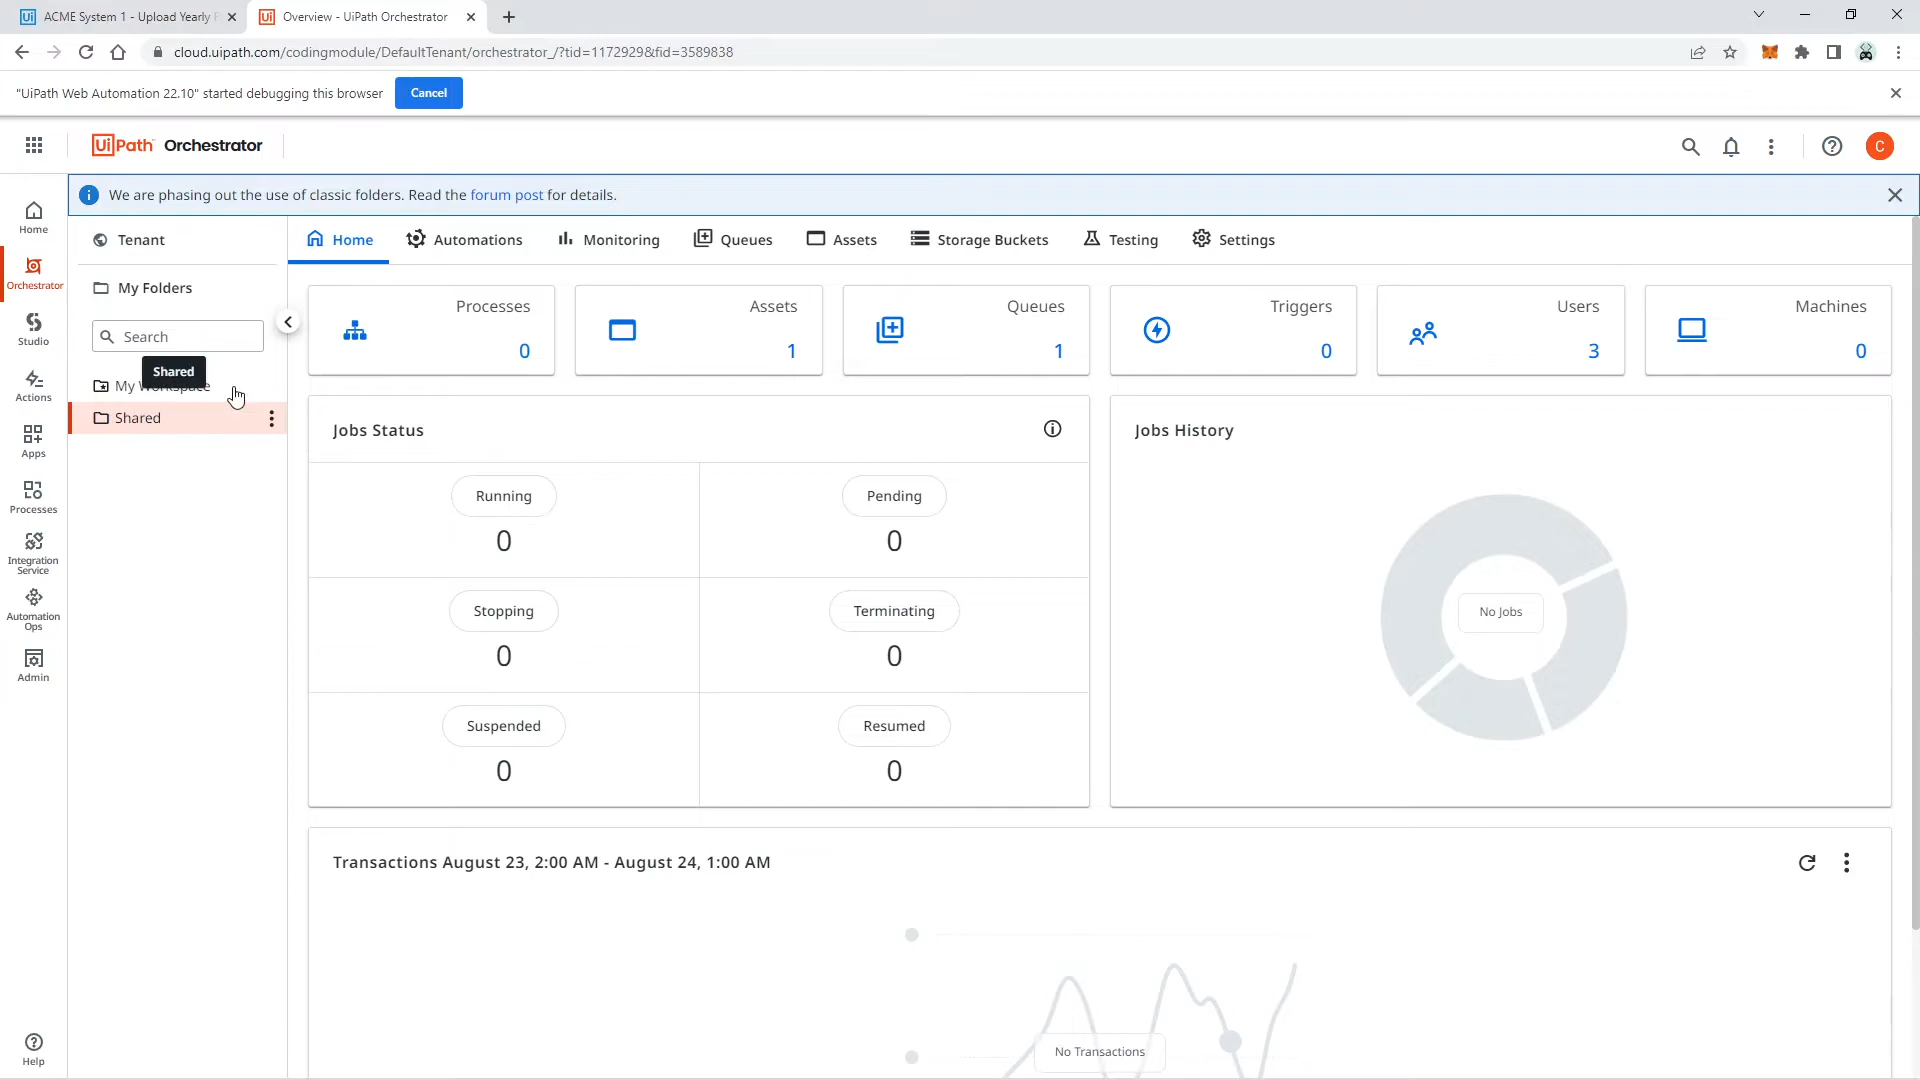 ACME System 1 - Upload Yearly
Overview - UiPath Orchestrator
cloud.uipath.com/codingmodule/DefaultTenant/orchestrator_/?tid=1172929&fid=3589838
"UiPath Web Automation 22.10" started debugging this browser
Cancel
UiPath Orchestrator
C
We are phasing out the use of classic folders. Read the forum post for details.
Home
Orchestrator
Studio
Actions
Apps
Processes
Integration
Service
Automation
Ops
Admin
Help
Tenant
My Folders
Search
Shared
My Workspace
Shared
Home
Automations
Monitoring
Queues
Assets
Storage Buckets
Testing
Settings
Processes
0
Assets
1
Queues
1
Triggers
0
Users
3
Machines
0
Jobs Status
Running
0
Pending
0
Stopping
0
Terminating
0
Suspended
0
Resumed
0
Jobs History
No Jobs
Transactions August 23, 2:00 AM - August 24, 1:00 AM
No Transactions